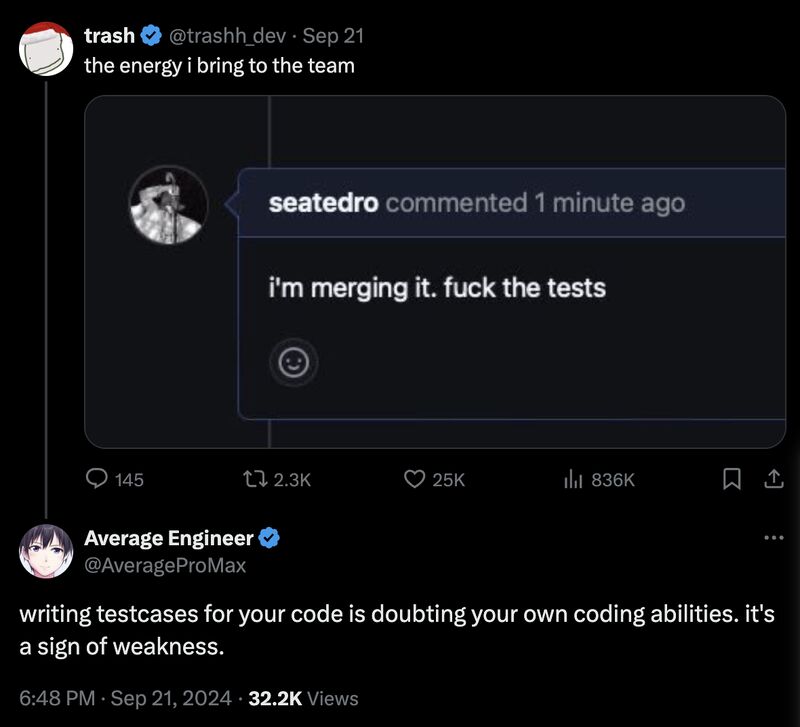 trash @trashh_dev · Sep 21
the energy i bring to the team
seatedro commented 1 minute ago
i'm merging it. fuck the tests
145 2.3K 25K 836K
Average Engineer
@AverageProMax
writing testcases for your code is doubting your own coding abilities. it's
a sign of weakness.
6:48 PM · Sep 21, 2024 · 32.2K Views